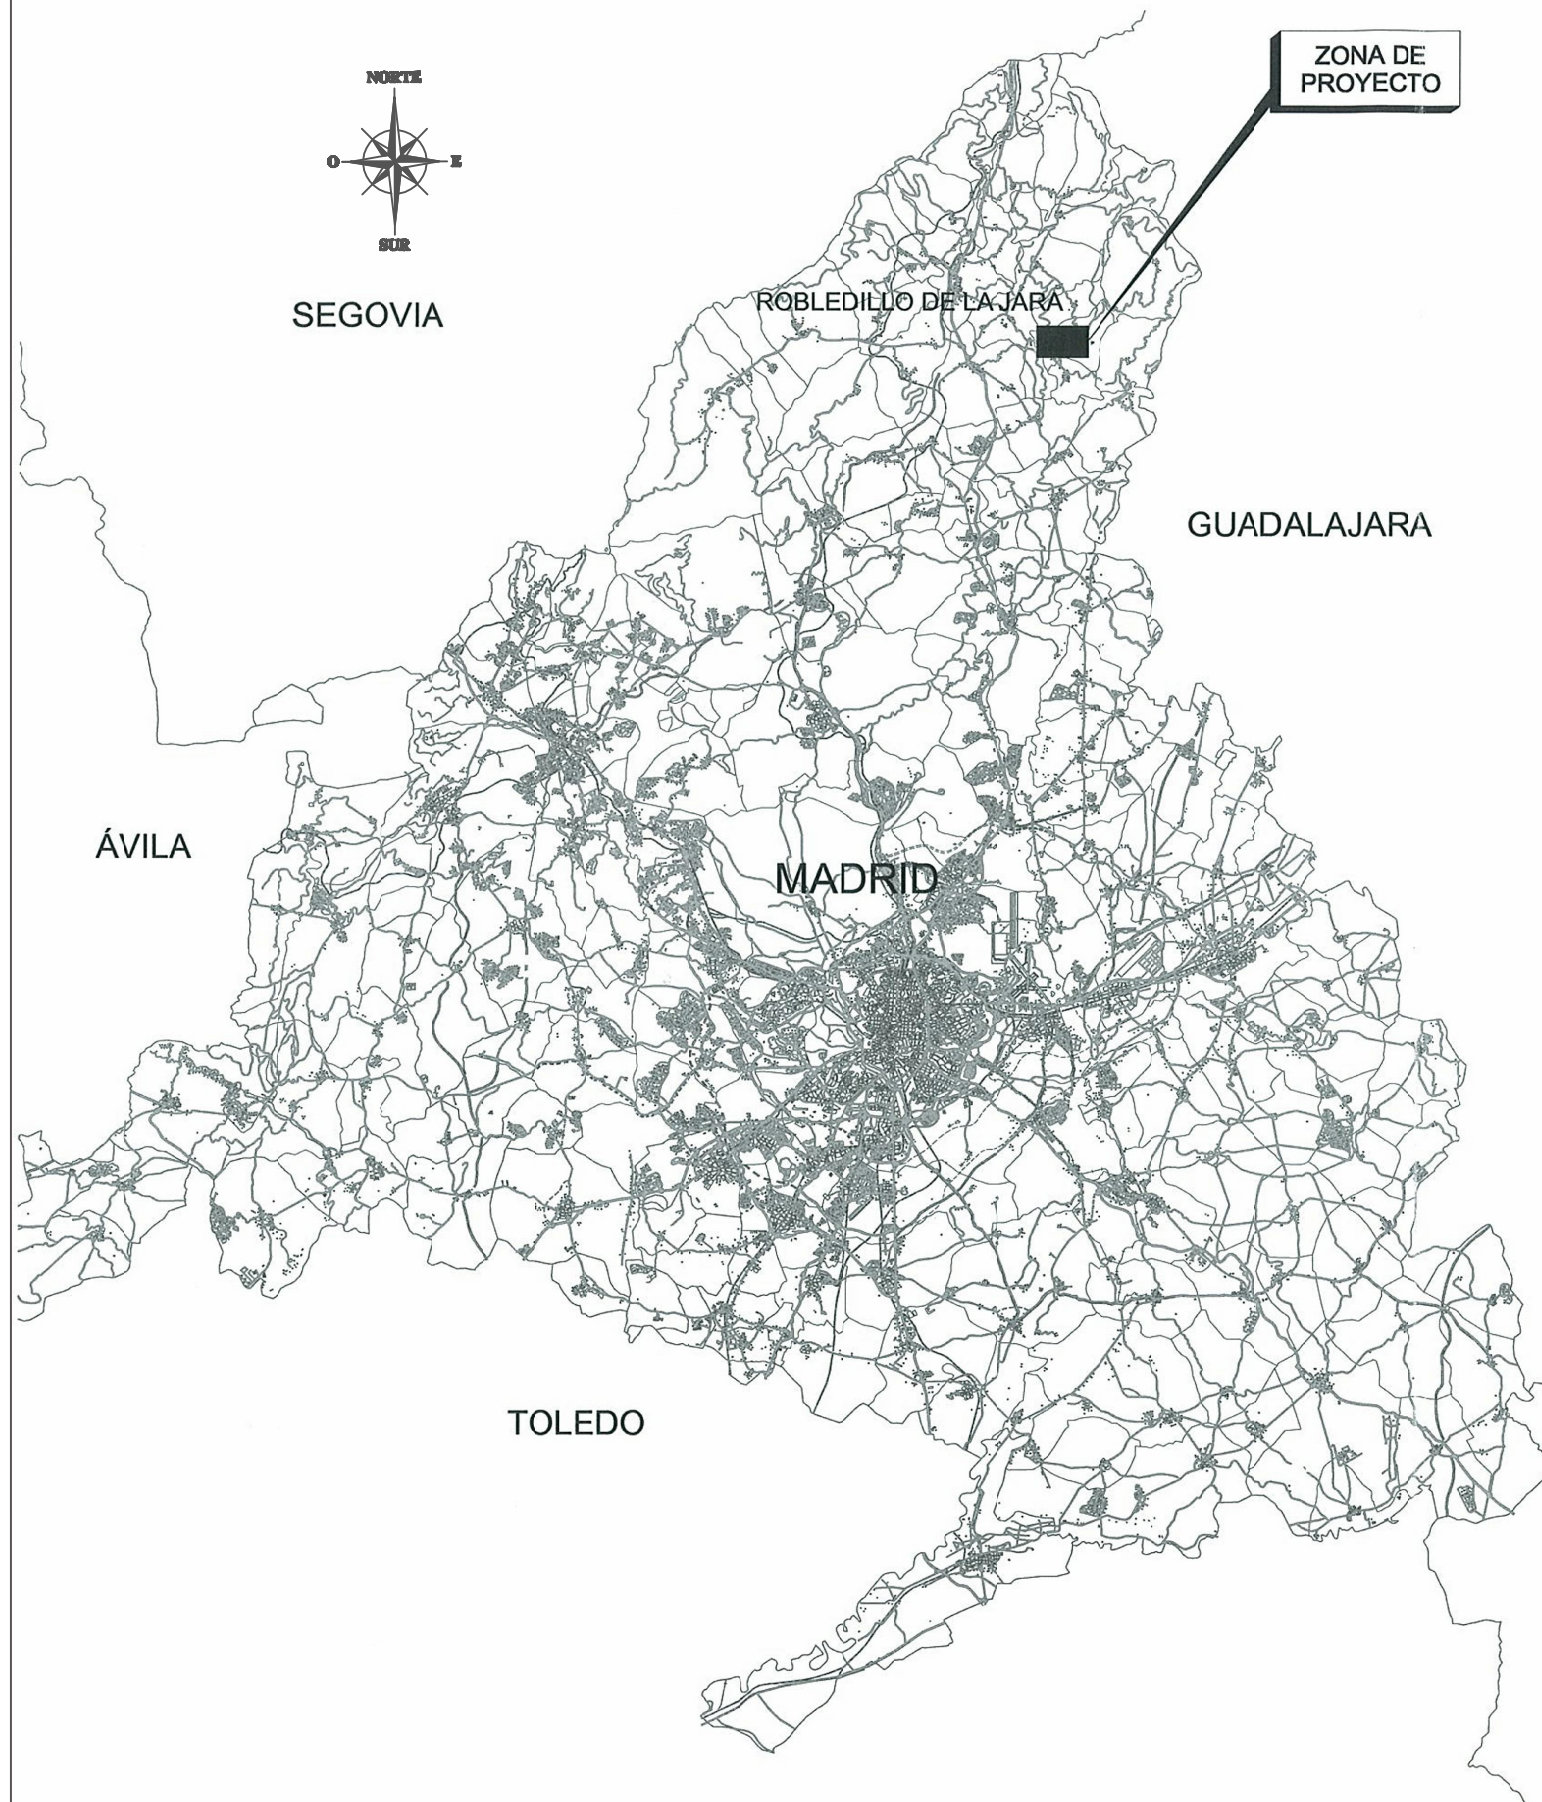 ZONA DE
PROYECTO
NORTE
O
E
SUR
SEGOVIA
ROBLEDILLO DE LA JARA
GUADALAJARA
ÁVILA
MADRID
TOLEDO